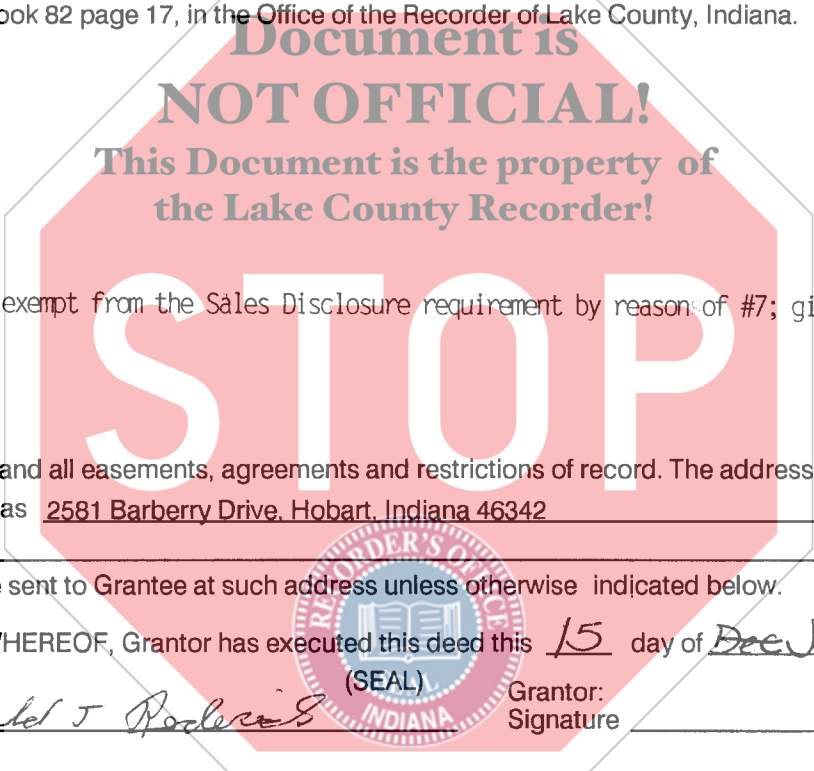 ook 82 page 17, in the Office of the Recorder of Lake County, Indiana.
Document is
NOT OFFICIAL!
This Document is the property of
the Lake County Recorder!
exempt from the Sales Disclosure requirement by reason of #7; gi
STOP
and all easements, agreements and restrictions of record. The address
as 2581 Barberry Drive, Hobart, Indiana 46342
sent to Grantee at such address unless otherwise indicated below.
HEREOF, Grantor has executed this deed this 15 day of
(SEAL)
Grantor:
Signature
RECORDER'S OFFICE
INDIANA